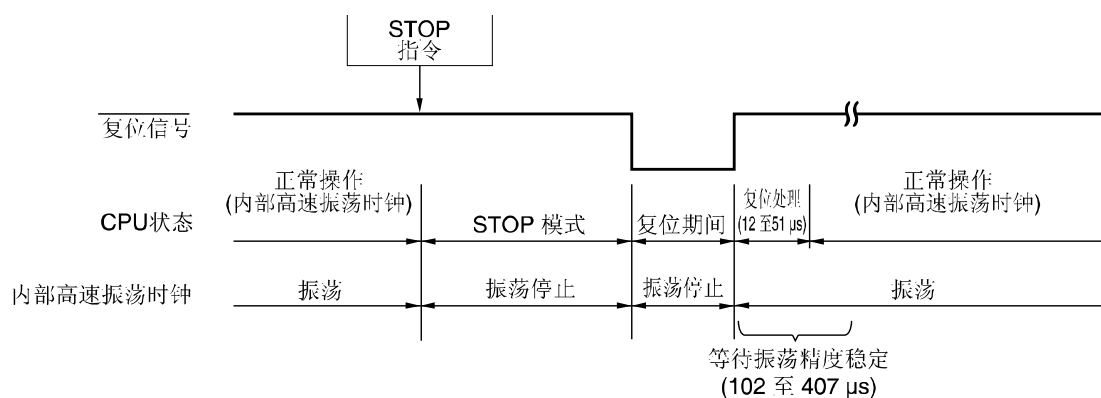 STOP
指令
复位信号
正常操作
(内部高速振荡时钟)
CPU状态
STOP 模式
复位期间
复位处理
(12 至51 μs)
正常操作
(内部高速振荡时钟)
内部高速振荡时钟
振荡
振荡停止
振荡停止
振荡
等待振荡精度稳定
(102 至 407 μs)